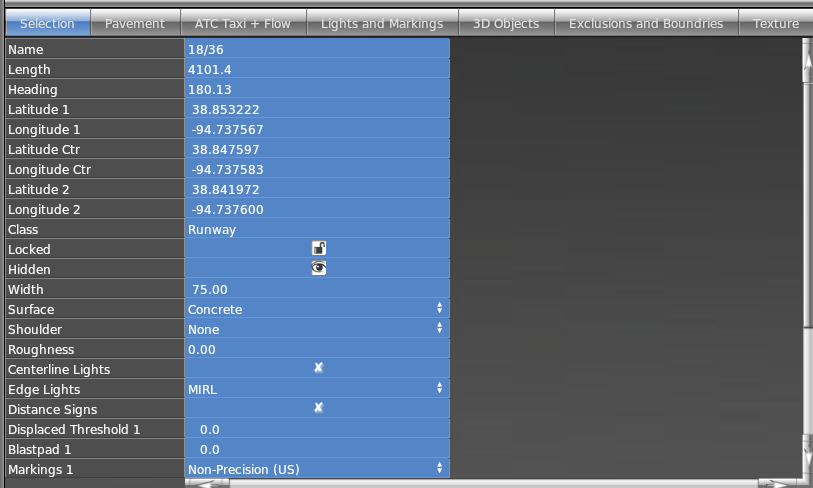 Selection Pavement ATC Taxi + Flow Lights and Markings 3D Objects Exclusions and Boundries Texture
Name 18/36
Length 4101.4
Heading 180.13
Latitude 1 38.853222
Longitude 1 -94.737567
Latitude Ctr 38.847597
Longitude Ctr -94.737583
Latitude 2 38.841972
Longitude 2 -94.737600
Class Runway
Locked
Hidden
Width 75.00
Surface Concrete
Shoulder None
Roughness 0.00
Centerline Lights
Edge Lights MIRL
Distance Signs
Displaced Threshold 1 0.0
Blastpad 1 0.0
Markings 1 Non-Precision (US)